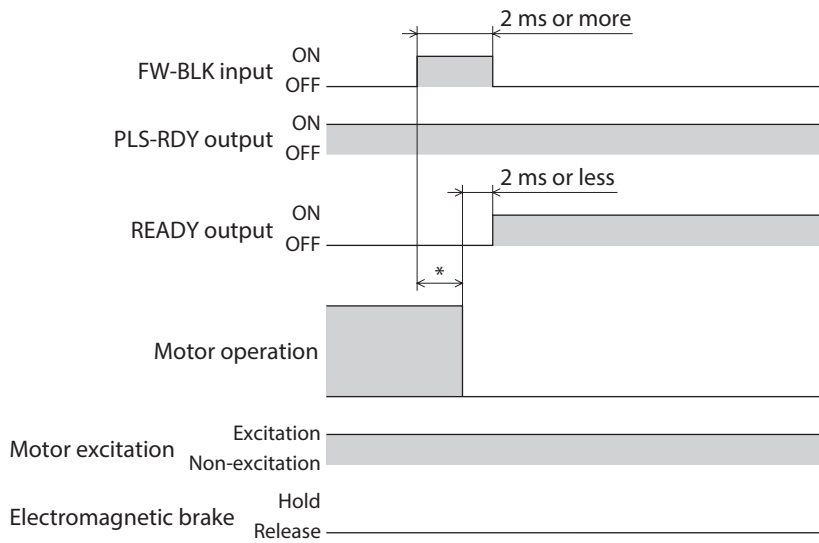 2 ms or more
FW-BLK input
ON
OFF
PLS-RDY output
ON
OFF
2 ms or less
READY output
ON
OFF
*
Motor operation
Motor excitation
Excitation
Non-excitation
Electromagnetic brake
Hold
Release